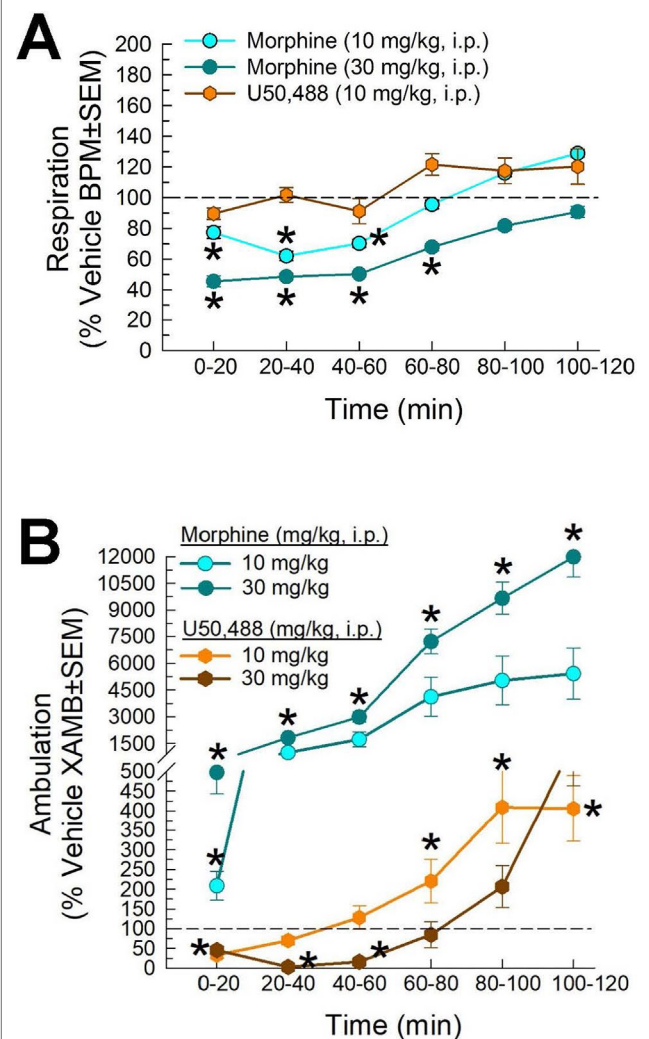 A
Morphine (10 mg/kg, i.p.)
Morphine (30 mg/kg, i.p.)
U50,488 (10 mg/kg, i.p.)
Respiration
(% Vehicle BPM±SEM)
200
180
160
140
120
100
80
60
40
20
0
*
*
*
*
*
*
*
0-20 20-40 40-60 60-80 80-100 100-120
Time (min)
B
Morphine (mg/kg, i.p.)
10 mg/kg
30 mg/kg
U50,488 (mg/kg, i.p.)
10 mg/kg
30 mg/kg
Ambulation
(% Vehicle XAMB±SEM)
12000
10500
9000
7500
6000
4500
3000
1500
500
450
400
350
300
250
200
150
100
50
0
*
*
*
*
*
*
*
*
*
*
*
*
*
0-20 20-40 40-60 60-80 80-100 100-120
Time (min)